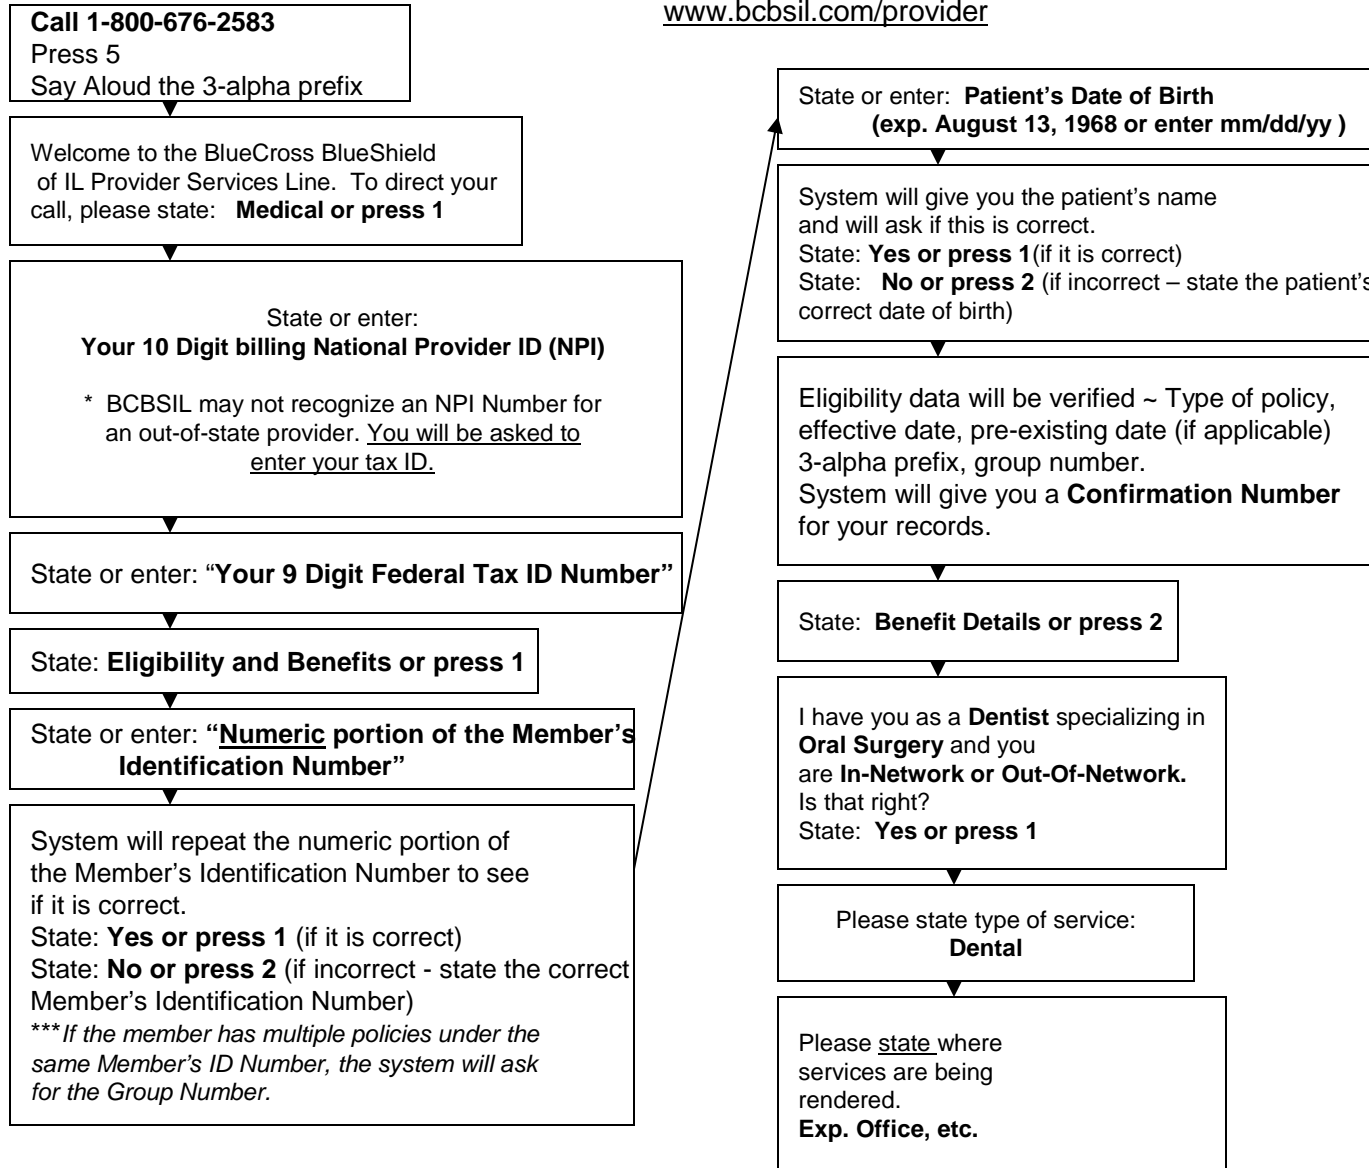 www.bcbsil.com/provider
Call 1-800-676-2583
Press 5
Say Aloud the 3-alpha prefix
Welcome to the BlueCross BlueShield
of IL Provider Services Line. To direct your
call, please state: Medical or press 1
State or enter:
Your 10 Digit billing National Provider ID (NPI)
* BCBSIL may not recognize an NPI Number for
an out-of-state provider. You will be asked to
enter your tax ID.
State or enter: “Your 9 Digit Federal Tax ID Number”
State: Eligibility and Benefits or press 1
State or enter: “Numeric portion of the Member’s
Identification Number”
System will repeat the numeric portion of
the Member’s Identification Number to see
if it is correct.
State: Yes or press 1 (if it is correct)
State: No or press 2 (if incorrect - state the correct
Member’s Identification Number)
***If the member has multiple policies under the
same Member’s ID Number, the system will ask
for the Group Number.
State or enter: Patient’s Date of Birth
(exp. August 13, 1968 or enter mm/dd/yy )
System will give you the patient’s name
and will ask if this is correct.
State: Yes or press 1(if it is correct)
State: No or press 2 (if incorrect – state the patient’s
correct date of birth)
Eligibility data will be verified ~ Type of policy,
effective date, pre-existing date (if applicable)
3-alpha prefix, group number.
System will give you a Confirmation Number
for your records.
State: Benefit Details or press 2
I have you as a Dentist specializing in
Oral Surgery and you
are In-Network or Out-Of-Network.
Is that right?
State: Yes or press 1
Please state type of service:
Dental
Please state where
services are being
rendered.
Exp. Office, etc.